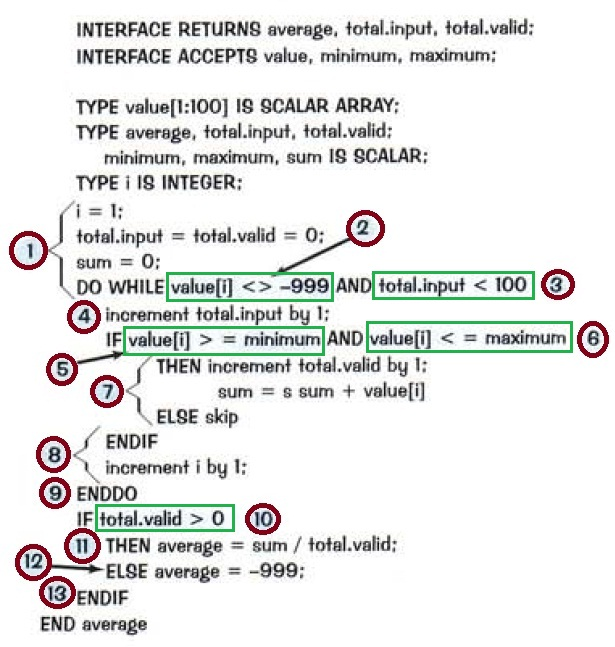 INTERFACE RETURNS average, total.input, total.valid;
INTERFACE ACCEPTS value, minimum, maximum;
TYPE value[1:100] IS SCALAR ARRAY;
TYPE average, total.input, total.valid;
minimum, maximum, sum IS SCALAR;
TYPE i IS INTEGER;
i = 1;
1 total.input = total.valid = 0; 2
sum = 0;
DO WHILE value[i] <> -999 AND total.input < 100 3
4 increment total.input by 1;
IF value[i] > = minimum AND value[i] < = maximum 6
5 THEN increment total.valid by 1;
7 sum = s sum + value[i]
ELSE skip
8 ENDIF
increment i by 1;
9 ENDDO
IF total.valid > 0 10
11 THEN average = sum / total.valid;
12 ELSE average = -999;
13 ENDIF
END average